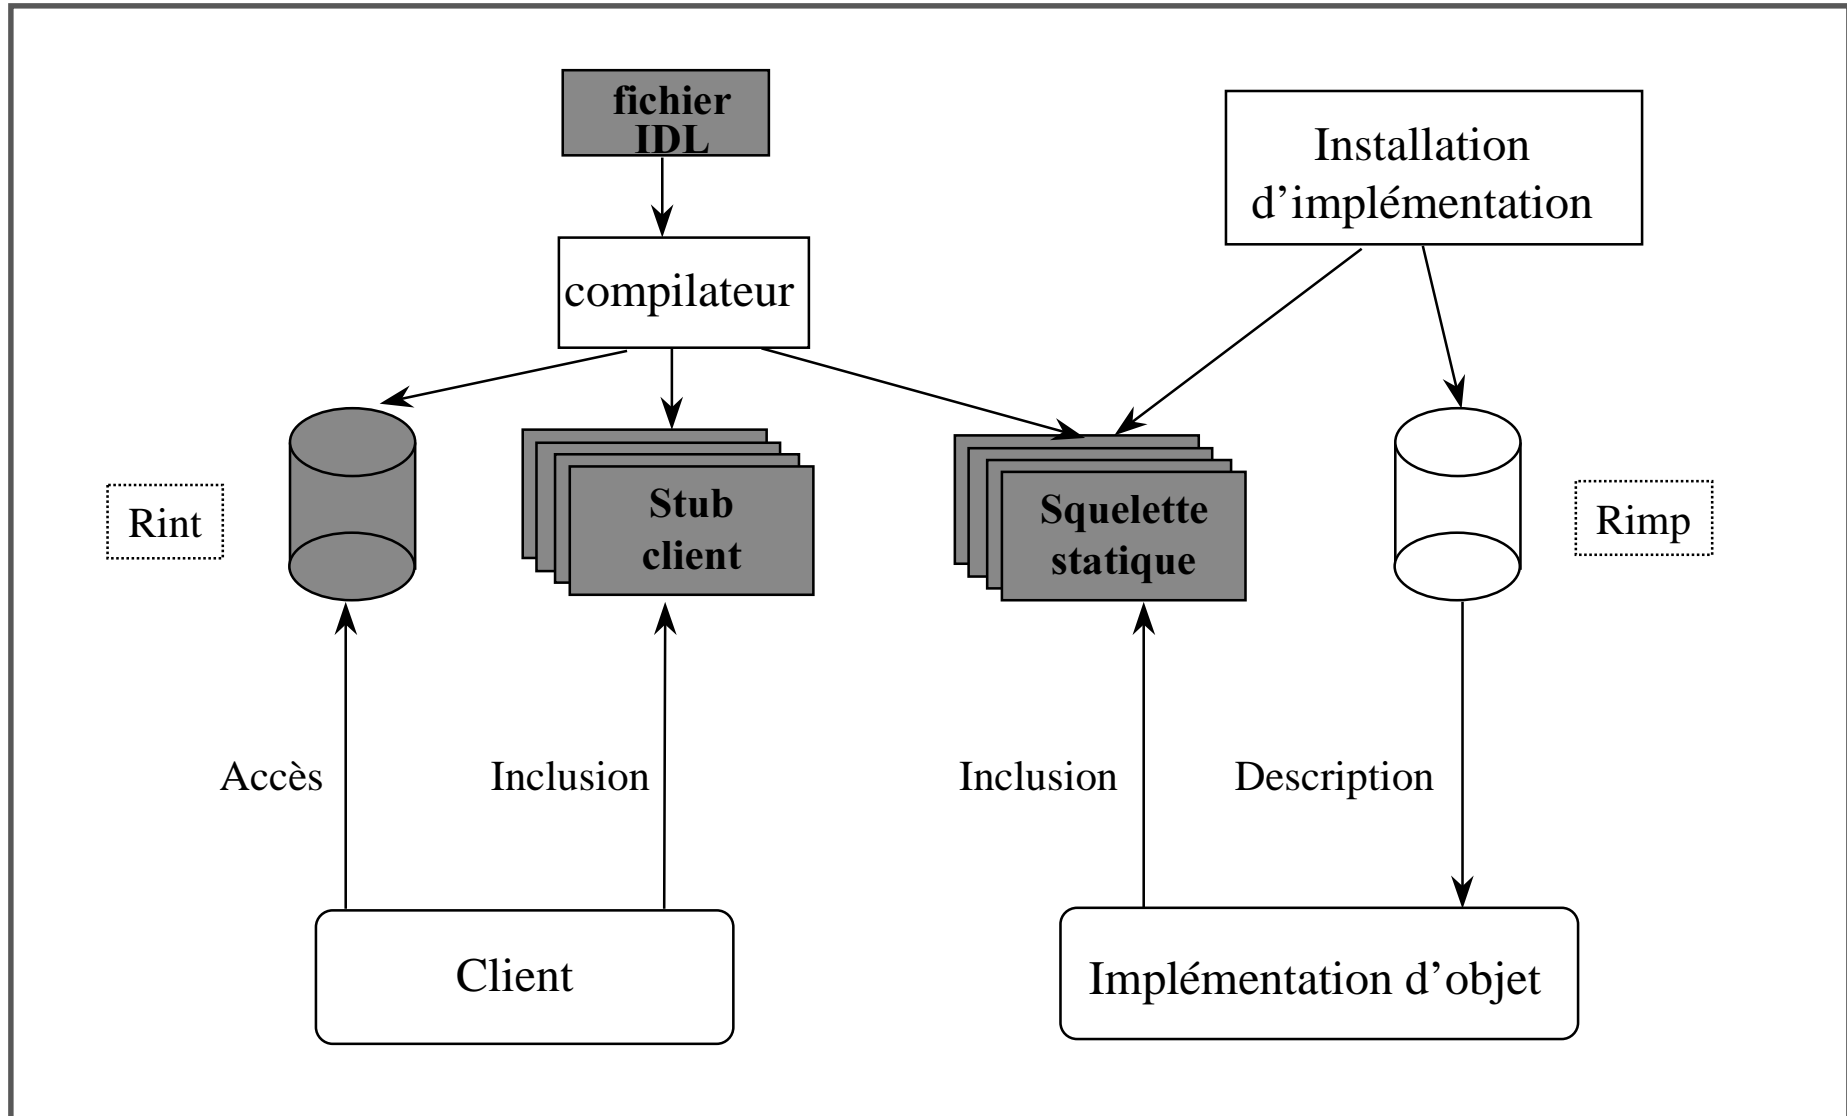 fichier
IDL
Installation
d’implémentation
compilateur
Rint
Stub
client
Squelette
statique
Rimp
Accès
Inclusion
Inclusion
Description
Client
Implémentation d’objet